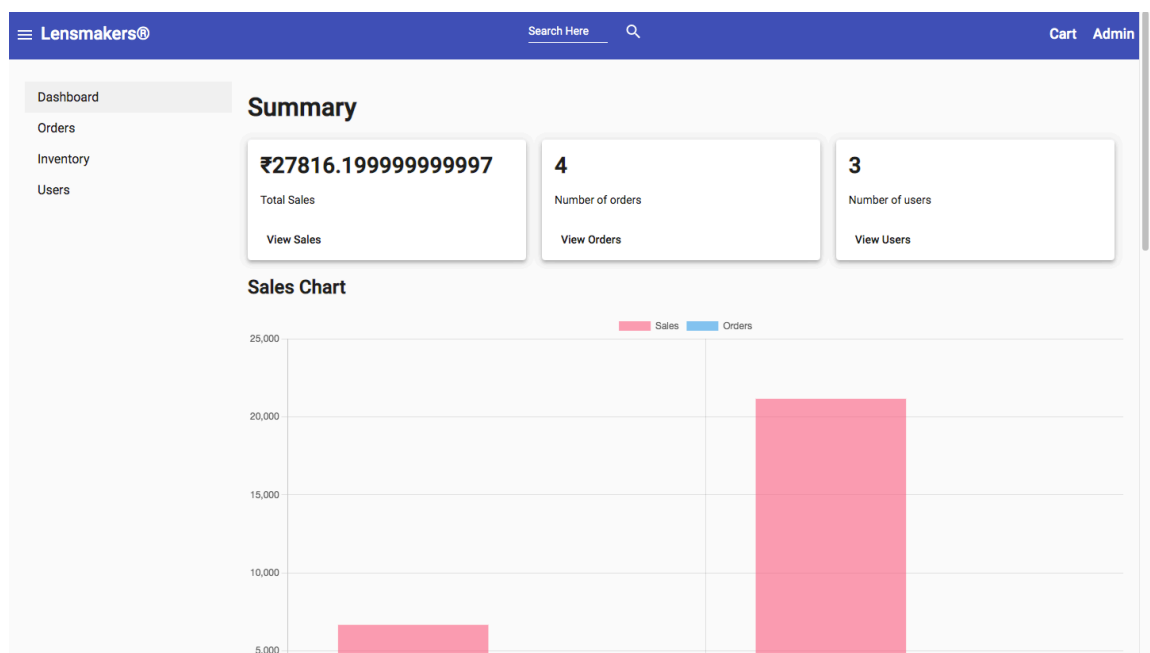 Lensmakers® Search Here Cart Admin
Dashboard
Orders
Inventory
Users
Summary
₹27816.199999999997
Total Sales
View Sales
4
Number of orders
View Orders
3
Number of users
View Users
Sales Chart
Sales Orders
25,000
20,000
15,000
10,000
5,000